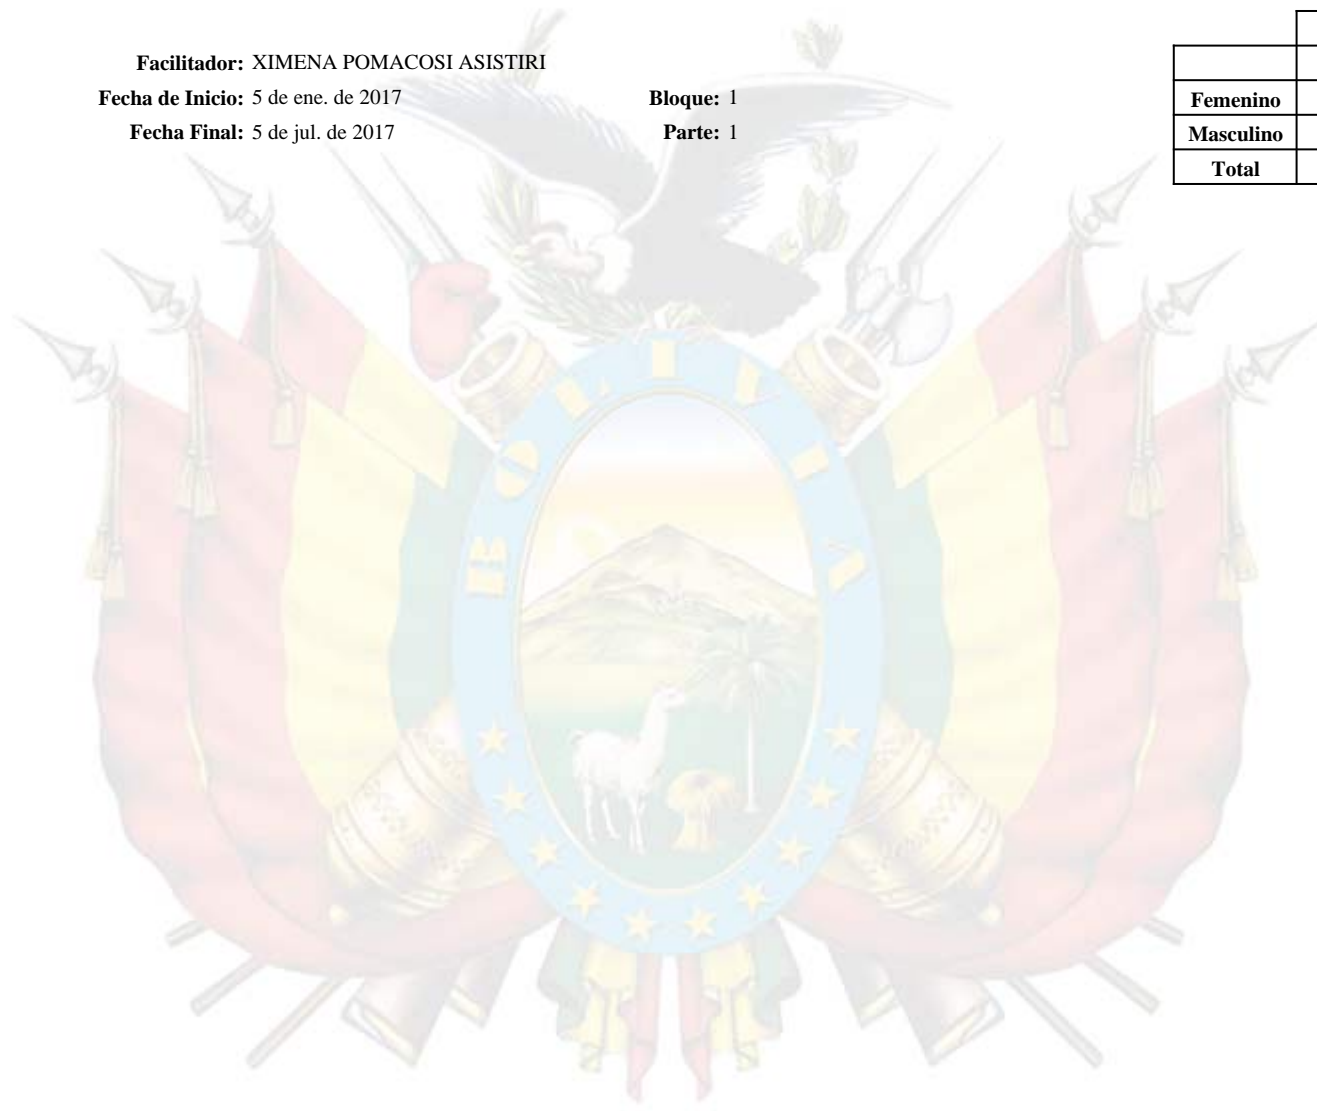 Facilitador: XIMENA POMACOSI ASISTIRI
Fecha de Inicio: 5 de ene. de 2017 Bloque: 1
Fecha Final: 5 de jul. de 2017 Parte: 1
Femenino
Masculino
Total
BOLIVIA